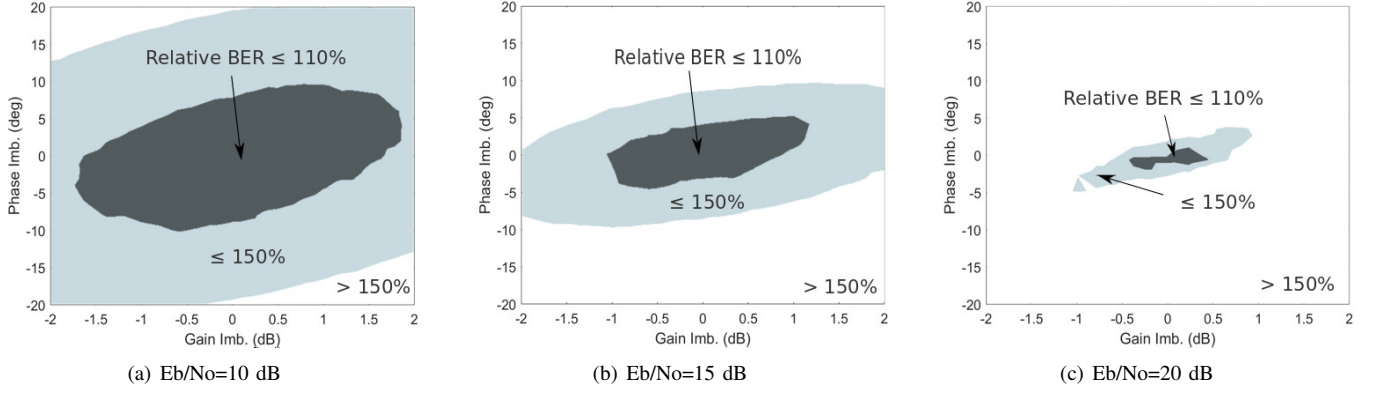 20
15
10
5
0
-5
-10
-15
-20
Phase Imb. (deg)
Relative BER ≤ 110%
≤ 150%
> 150%
-2 -1.5 -1 -0.5 0 0.5 1 1.5 2
Gain Imb. (dB)
(a) Eb/No=10 dB
20
15
10
5
0
-5
-10
-15
-20
Phase Imb. (deg)
Relative BER ≤ 110%
≤ 150%
> 150%
-2 -1.5 -1 -0.5 0 0.5 1 1.5 2
Gain Imb. (dB)
(b) Eb/No=15 dB
20
15
10
5
0
-5
-10
-15
-20
Phase Imb. (deg)
Relative BER ≤ 110%
≤ 150%
> 150%
-2 -1.5 -1 -0.5 0 0.5 1 1.5 2
Gain Imb. (dB)
(c) Eb/No=20 dB